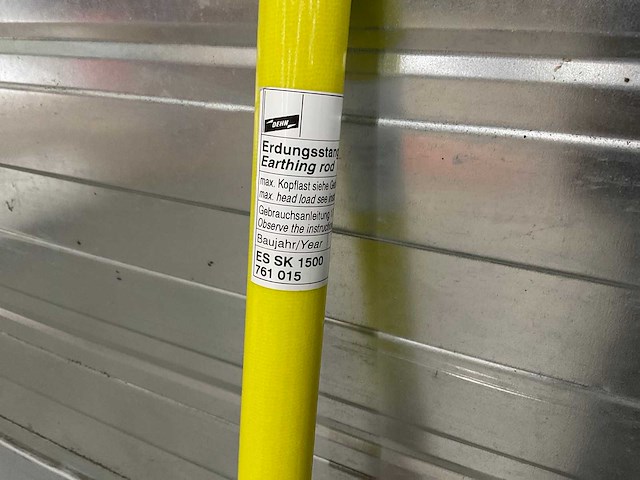 DEHN
Erdungsstang
Earthing rod
max. Kopflast siehe
max. head load see
Gebrauchsanleitung
Observe the instruc
Baujahr/Year
ES SK 1500
761 015